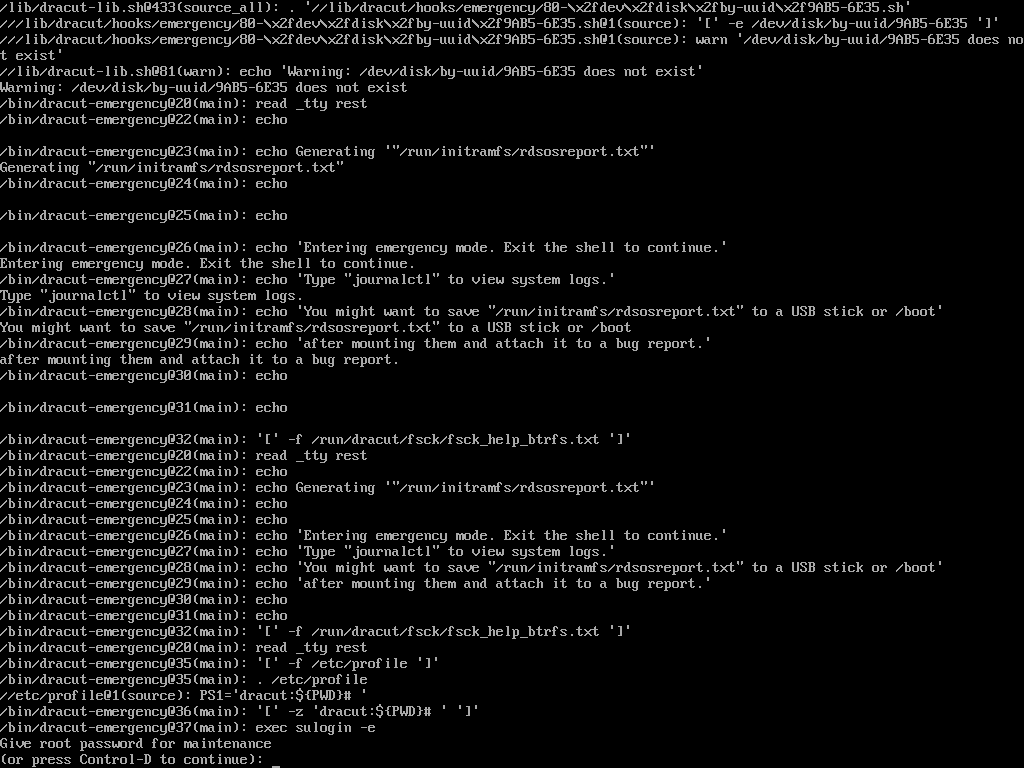 /lib/dracut-lib.sh@433(source_all): . '//lib/dracut/hooks/emergency/80-\x2fdev\x2fdisk\x2fby-uuid\x2f9AB5-6E35.sh'
///lib/dracut/hooks/emergency/80-\x2fdev\x2fdisk\x2fby-uuid\x2f9AB5-6E35.sh@1(source): '[' -e /dev/disk/by-uuid/9AB5-6E35 ']'
///lib/dracut/hooks/emergency/80-\x2fdev\x2fdisk\x2fby-uuid\x2f9AB5-6E35.sh@1(source): warn '/dev/disk/by-uuid/9AB5-6E35 does no
t exist'
//lib/dracut-lib.sh@81(warn): echo 'Warning: /dev/disk/by-uuid/9AB5-6E35 does not exist'
Warning: /dev/disk/by-uuid/9AB5-6E35 does not exist
/bin/dracut-emergency@20(main): read _tty rest
/bin/dracut-emergency@22(main): echo
/bin/dracut-emergency@23(main): echo Generating '"/run/initramfs/rdsosreport.txt"'
Generating "/run/initramfs/rdsosreport.txt"
/bin/dracut-emergency@24(main): echo
/bin/dracut-emergency@25(main): echo
/bin/dracut-emergency@26(main): echo 'Entering emergency mode. Exit the shell to continue.'
Entering emergency mode. Exit the shell to continue.
/bin/dracut-emergency@27(main): echo 'Type "journalctl" to view system logs.'
Type "journalctl" to view system logs.
/bin/dracut-emergency@28(main): echo 'You might want to save "/run/initramfs/rdsosreport.txt" to a USB stick or /boot'
You might want to save "/run/initramfs/rdsosreport.txt" to a USB stick or /boot
/bin/dracut-emergency@29(main): echo 'after mounting them and attach it to a bug report.'
after mounting them and attach it to a bug report.
/bin/dracut-emergency@30(main): echo
/bin/dracut-emergency@31(main): echo
/bin/dracut-emergency@32(main): '[' -f /run/dracut/fsck/fsck_help_btrfs.txt ']'
/bin/dracut-emergency@20(main): read _tty rest
/bin/dracut-emergency@22(main): echo
/bin/dracut-emergency@23(main): echo Generating '"/run/initramfs/rdsosreport.txt"'
/bin/dracut-emergency@24(main): echo
/bin/dracut-emergency@25(main): echo
/bin/dracut-emergency@26(main): echo 'Entering emergency mode. Exit the shell to continue.'
/bin/dracut-emergency@27(main): echo 'Type "journalctl" to view system logs.'
/bin/dracut-emergency@28(main): echo 'You might want to save "/run/initramfs/rdsosreport.txt" to a USB stick or /boot'
/bin/dracut-emergency@29(main): echo 'after mounting them and attach it to a bug report.'
/bin/dracut-emergency@30(main): echo
/bin/dracut-emergency@31(main): echo
/bin/dracut-emergency@32(main): '[' -f /run/dracut/fsck/fsck_help_btrfs.txt ']'
/bin/dracut-emergency@20(main): read _tty rest
/bin/dracut-emergency@35(main): '[' -f /etc/profile ']'
/bin/dracut-emergency@35(main): . /etc/profile
//etc/profile@1(source): PS1='dracut:${PWD}# '
/bin/dracut-emergency@36(main): '[' -z 'dracut:${PWD}# ' ']'
/bin/dracut-emergency@37(main): exec sulogin -e
Give root password for maintenance
(or press Control-D to continue): _